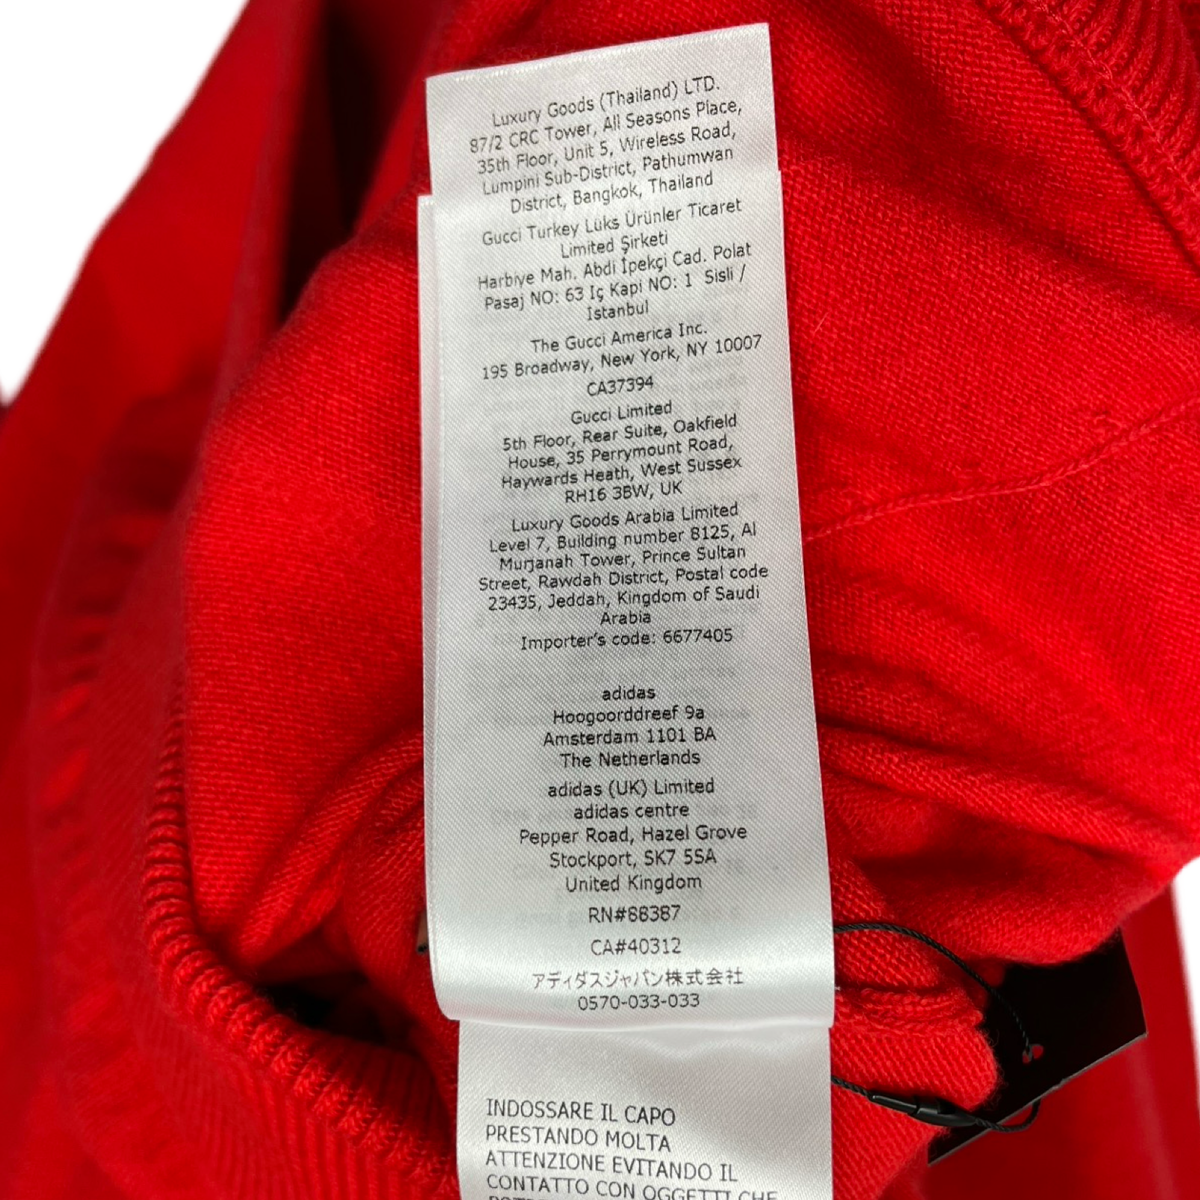 Luxury Goods (Thailand) LTD.
87/2 CRC Tower, All Seasons Place,
35th Floor, Unit 5, Wireless Road,
Lumpini Sub-District, Pathumwan
District, Bangkok, Thailand
Gucci Turkey Lüks Ürünler Ticaret
Limited Şirketi
Harbiye Mah. Abdi İpekçi Cad. Polat
Pasaj NO: 63 Iç Kapi NO: 1 Sisli /
Istanbul
The Gucci America Inc.
195 Broadway, New York, NY 10007
CA37394
Gucci Limited
5th Floor, Rear Suite, Oakfield
House, 35 Perrymount Road,
Haywards Heath, West Sussex
RH16 3BW, UK
Luxury Goods Arabia Limited
Level 7, Building number 8125, Al
Murjanah Tower, Prince Sultan
Street, Rawdah District, Postal code
23435, Jeddah, Kingdom of Saudi
Arabia
Importer's code: 6677405
adidas
Hoogoorddreef 9a
Amsterdam 1101 BA
The Netherlands
adidas (UK) Limited
adidas centre
Pepper Road, Hazel Grove
Stockport, SK7 5SA
United Kingdom
RN#88387
CA#40312
アディダスジャパン株式会社
0570-033-033
INDOSSARE IL CAPO
PRESTANDO MOLTA
ATTENZIONE EVITANDO IL
CONTATTO CON OGGETTI CHE